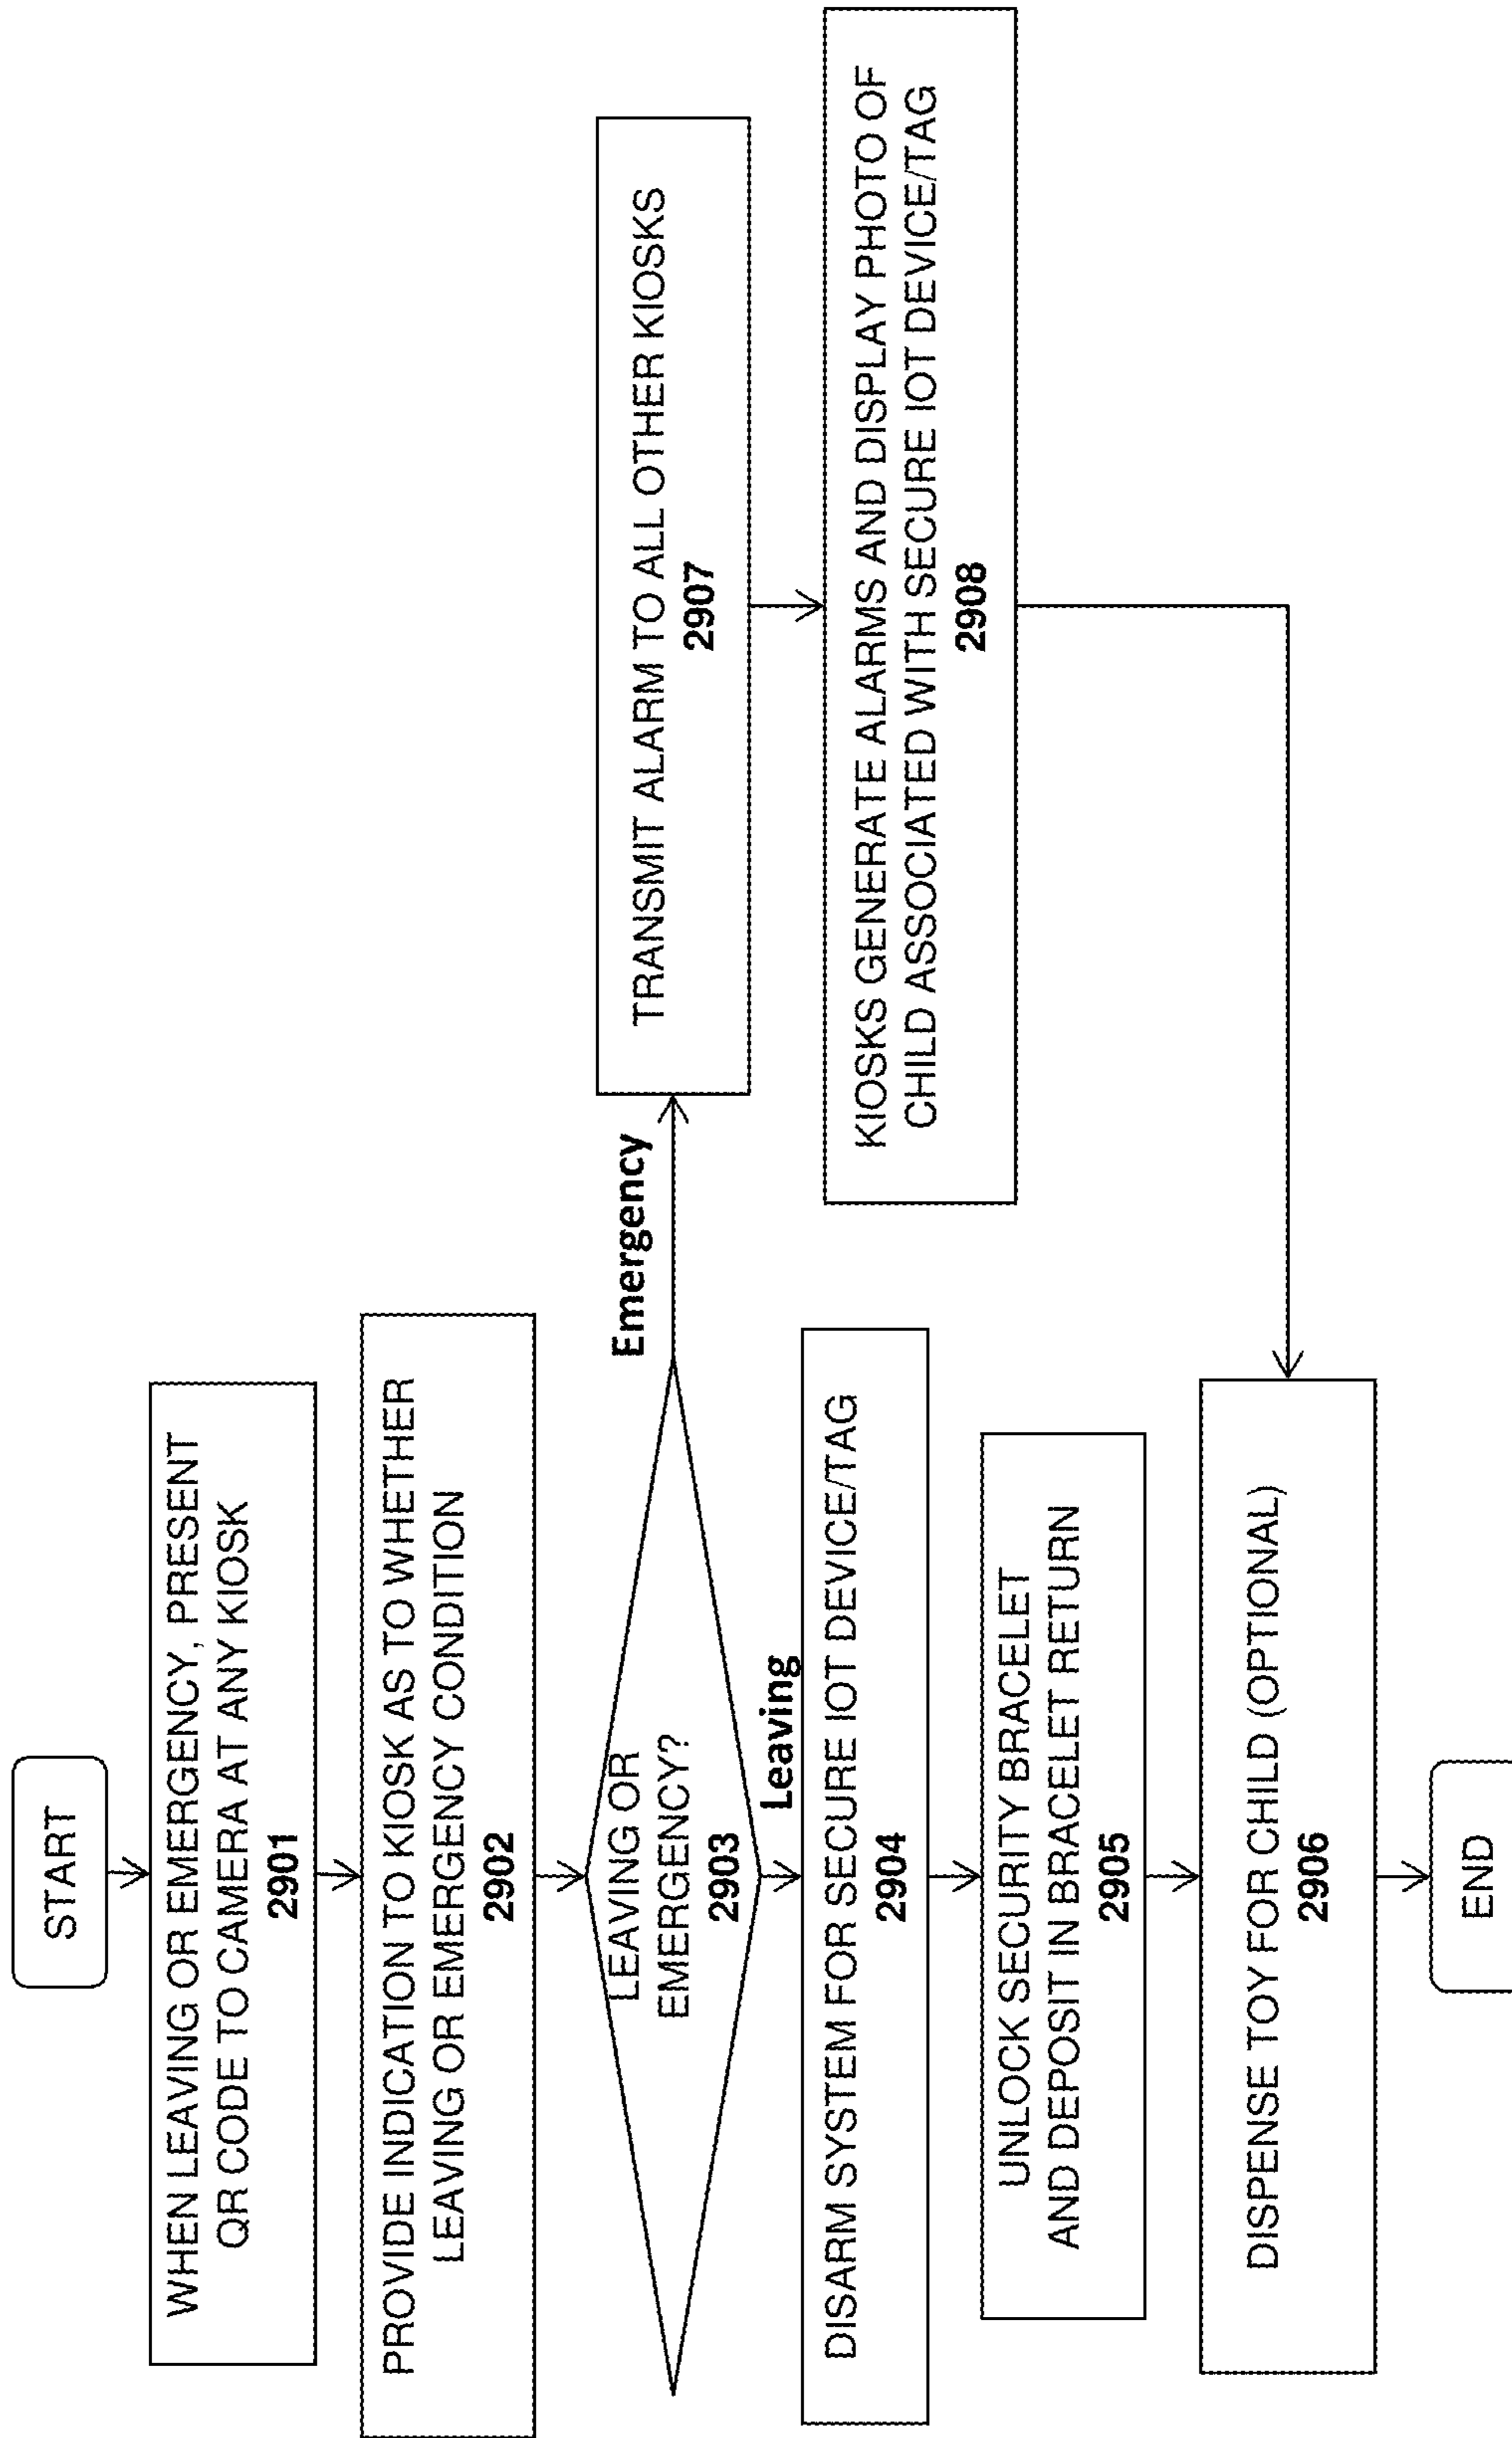 START
WHEN LEAVING OR EMERGENCY, PRESENT
QR CODE TO CAMERA AT ANY KIOSK
2901
PROVIDE INDICATION TO KIOSK AS TO WHETHER
LEAVING OR EMERGENCY CONDITION
2902
LEAVING OR
EMERGENCY?
2903
Emergency
Leaving
TRANSMIT ALARM TO ALL OTHER KIOSKS
2907
KIOSKS GENERATE ALARMS AND DISPLAY PHOTO OF
CHILD ASSOCIATED WITH SECURE IOT DEVICE/TAG
2908
DISARM SYSTEM FOR SECURE IOT DEVICE/TAG
2904
UNLOCK SECURITY BRACELET
AND DEPOSIT IN BRACELET RETURN
2905
DISPENSE TOY FOR CHILD (OPTIONAL)
2906
END